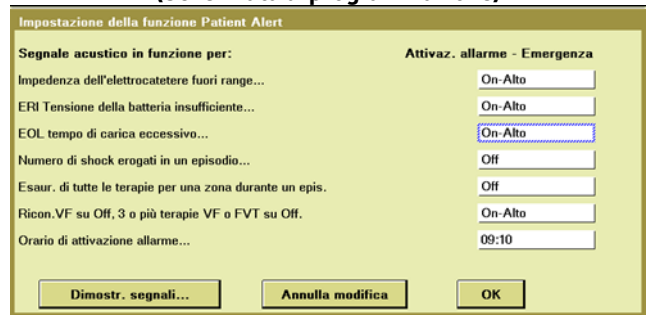 Impostazione della funzione Patient Alert
Segnale acustico in funzione per: Attivaz. allarme - Emergenza
Impedenza dell'elettrocatetere fuori range... On-Alto
ERI Tensione della batteria insufficiente... On-Alto
EOL tempo di carica eccessivo... On-Alto
Numero di shock erogati in un episodio... Off
Esaur. di tutte le terapie per una zona durante un epis. Off
Ricon.VF su Off, 3 o più terapie VF o FVT su Off. On-Alto
Orario di attivazione allarme... 09:10
Dimostr. segnali... Annulla modifica OK